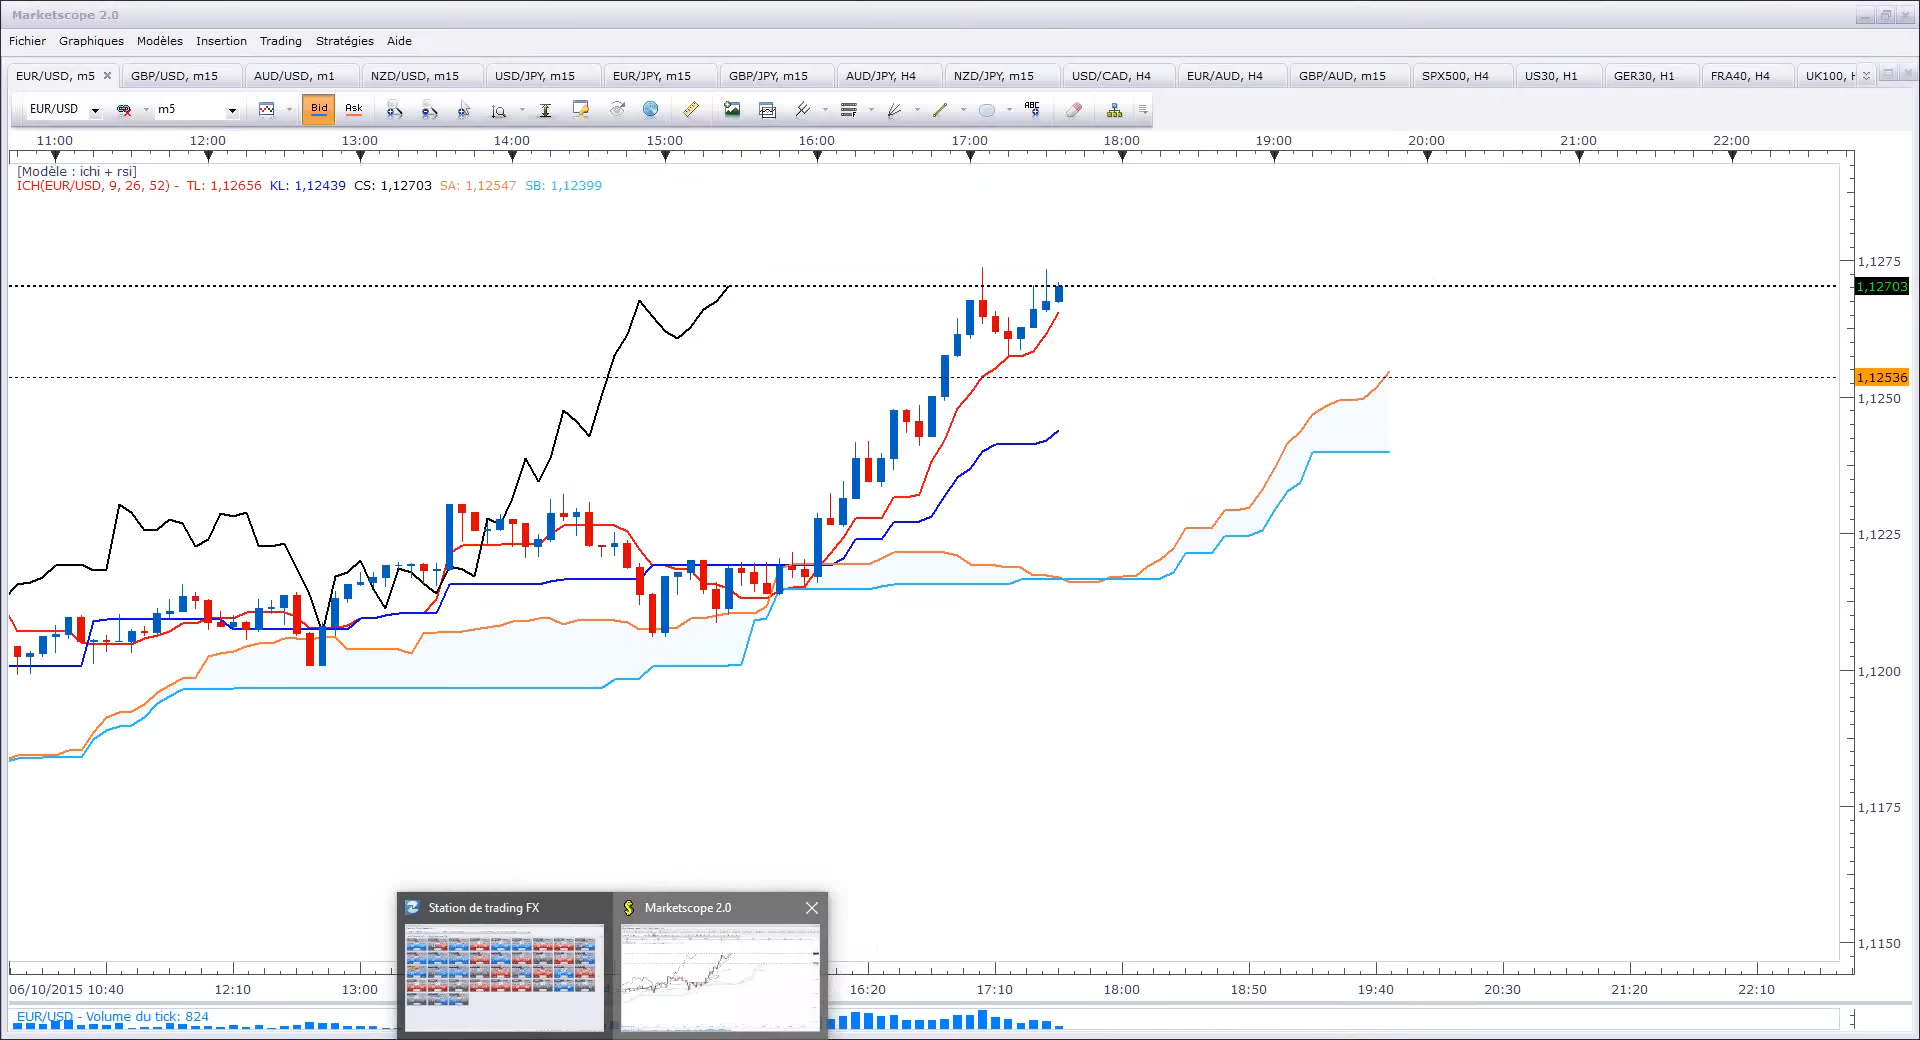 Marketscope 2.0
Fichier Graphiques Modèles Insertion Trading Stratégies Aide
EUR/USD, m5 GBP/USD, m15 AUD/USD, m1 NZD/USD, m15 USD/JPY, m15 EUR/JPY, m15 GBP/JPY, m15 AUD/JPY, H4 NZD/JPY, m15 USD/CAD, H4 EUR/AUD, H4 GBP/AUD, m15 SPX500, H4 US30, H1 GER30, H1 FRA40, H4 UK100, H
EUR/USD m5 Bid Ask ABC
11:00 12:00 13:00 14:00 15:00 16:00 17:00 18:00 19:00 20:00 21:00 22:00
[Modèle : ichi + rsi]
ICH(EUR/USD, 9, 26, 52) - TL: 1,12656 KL: 1,12439 CS: 1,12703 SA: 1,12547 SB: 1,12399
1,1275
1,12703
1,12536
1,1250
1,1225
1,1200
1,1175
1,1150
Station de trading FX Marketscope 2.0
06/10/2015 10:40 12:10 13:00 16:20 17:10 18:00 18:50 19:40 20:30 21:20 22:10
EUR/USD - Volume du tick: 824